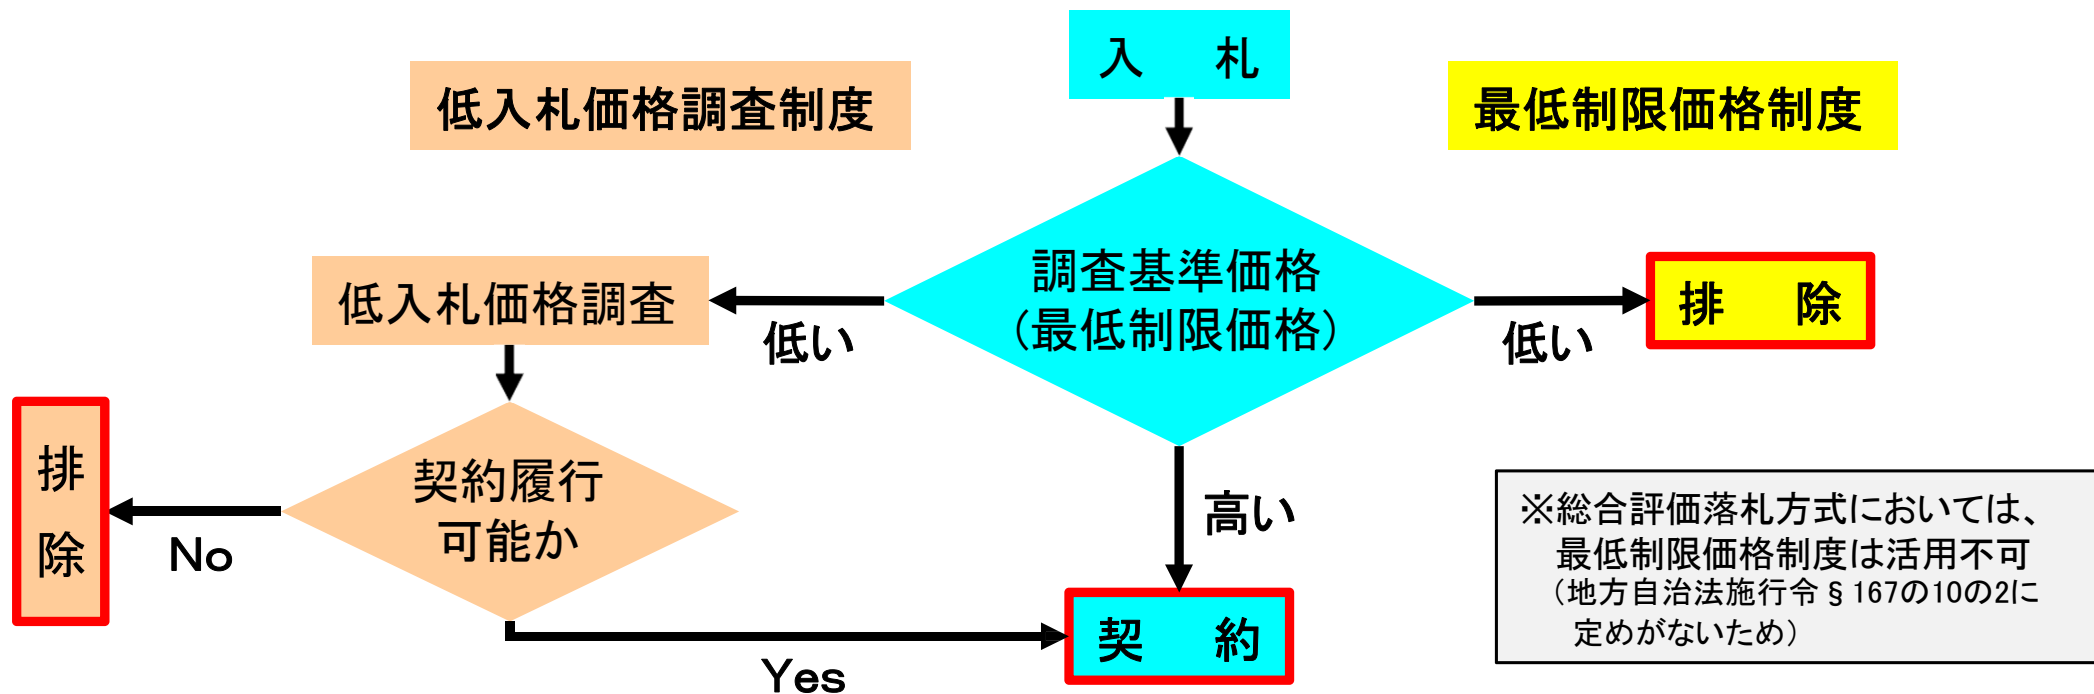 入　札
低入札価格調査制度
最低制限価格制度
調査基準価格
（最低制限価格）
低入札価格調査
低い
低い
排　除
排
除
契約履行
可能か
No
高い
契　約
Yes
※総合評価落札方式においては、
最低制限価格制度は活用不可
（地方自治法施行令§167の10の2に
定めがないため）